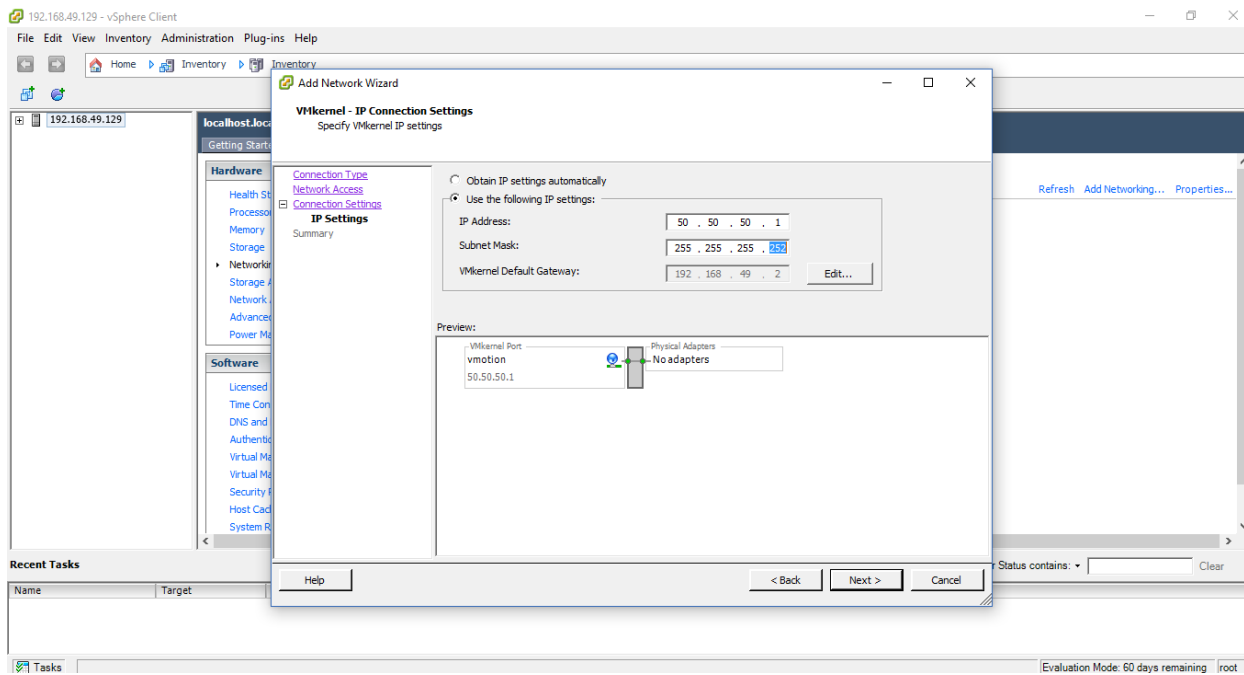 192.168.49.129 - vSphere Client
File Edit View Inventory Administration Plug-ins Help
Home Inventory Inventory
192.168.49.129
localhost.loca
Getting Starte
Hardware
Health St
Processo
Memory
Storage
Networkin
Storage A
Network
Advanced
Power Ma
Software
Licensed
Time Con
DNS and
Authentic
Virtual Ma
Virtual Ma
Security P
Host Cac
System R
Refresh Add Networking... Properties...
Add Network Wizard
VMkernel - IP Connection Settings
Specify VMkernel IP settings
Connection Type
Network Access
Connection Settings
IP Settings
Summary
Obtain IP settings automatically
Use the following IP settings:
IP Address: 50 . 50 . 50 . 1
Subnet Mask: 255 . 255 . 255 . 252
VMkernel Default Gateway: 192 . 168 . 49 . 2 Edit...
Preview:
VMkernel Port
vmotion
50.50.50.1
Physical Adapters
No adapters
Help < Back Next > Cancel
Recent Tasks
r Status contains: Clear
Name Target
Tasks Evaluation Mode: 60 days remaining root